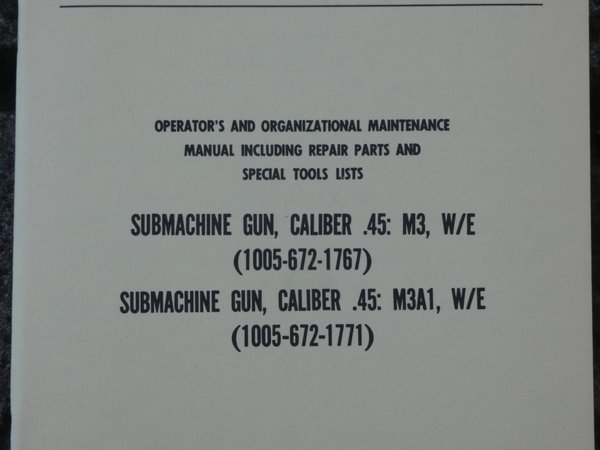 OPERATOR'S AND ORGANIZATIONAL MAINTENANCE
MANUAL INCLUDING REPAIR PARTS AND
SPECIAL TOOLS LISTS
SUBMACHINE GUN, CALIBER .45: M3, W/E
(1005-672-1767)
SUBMACHINE GUN, CALIBER .45: M3A1, W/E
(1005-672-1771)